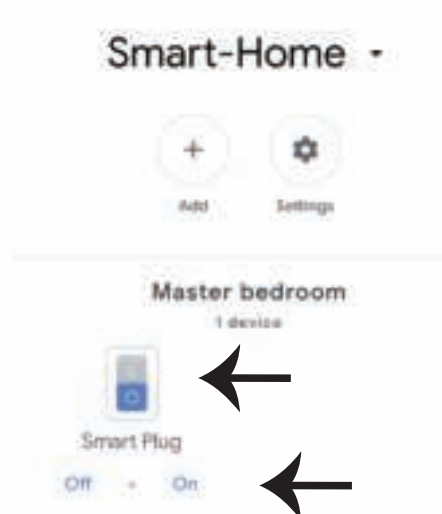 Smart-Home
Add Settings
Master bedroom
1 device
Smart Plug
Off On